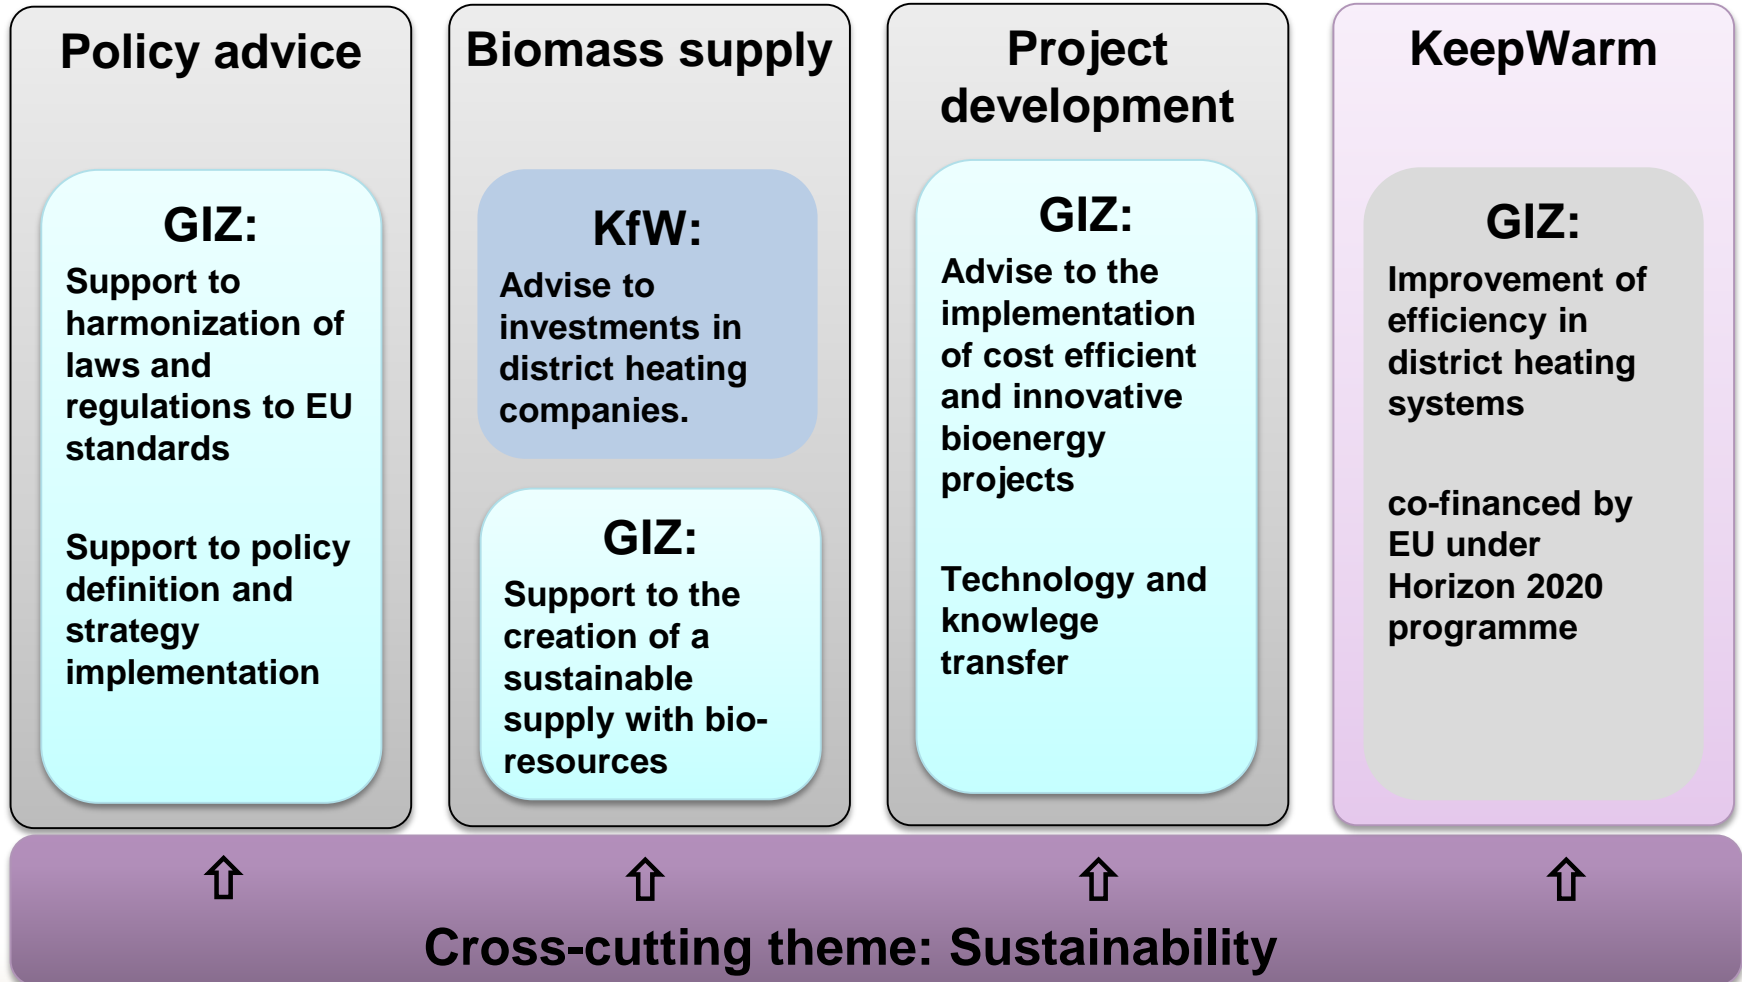 Policy advice
GIZ:
Support to
harmonization of
laws and
regulations to EU
standards
Support to policy
definition and
strategy
implementation
Biomass supply
KfW:
Advise to
investments in
district heating
companies.
GIZ:
Support to the
creation of a
sustainable
supply with bio-
resources
Project
development
GIZ:
Advise to the
implementation
of cost efficient
and innovative
bioenergy
projects
Technology and
knowlege
transfer
KeepWarm
GIZ:
Improvement of
efficiency in
district heating
systems
co-financed by
EU under
Horizon 2020
programme
Cross-cutting theme: Sustainability